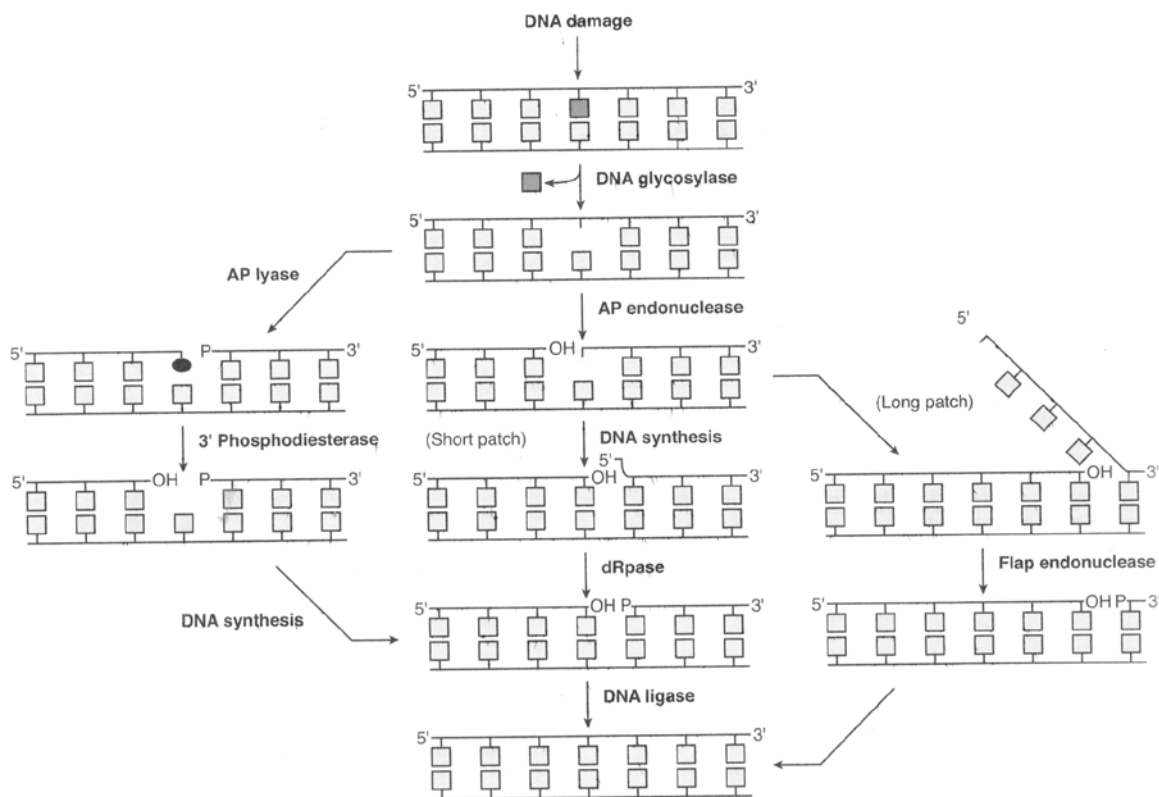 DNA damage
5' 3'
DNA glycosylase
5' 3'
AP lyase
AP endonuclease
5'
5' P 3'
5' OH 3'
(Long patch)
3' Phosphodiesterase
(Short patch)
DNA synthesis
5'
5' OH P 3'
5' OH 3'
5' OH 3'
dRpase
Flap endonuclease
DNA synthesis
5' OH P 3'
5' OH P 3'
DNA ligase
5' 3'